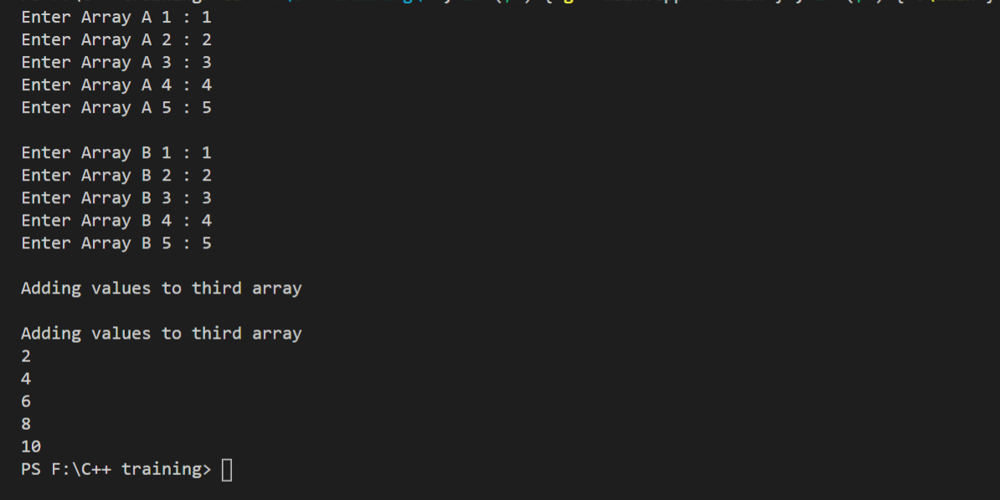 Enter Array A 1 : 1
Enter Array A 2 : 2
Enter Array A 3 : 3
Enter Array A 4 : 4
Enter Array A 5 : 5
Enter Array B 1 : 1
Enter Array B 2 : 2
Enter Array B 3 : 3
Enter Array B 4 : 4
Enter Array B 5 : 5
Adding values to third array
Adding values to third array
2
4
6
8
10
PS F:\C++ training>